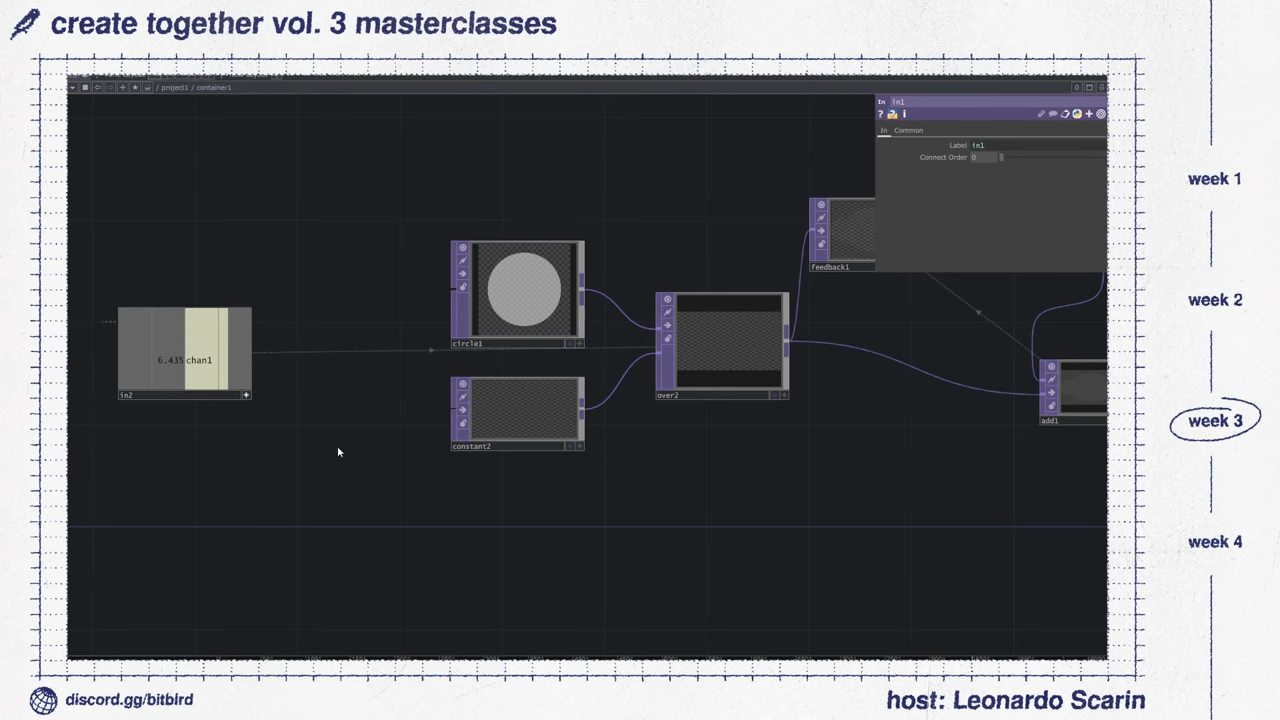 create together vol. 3 masterclasses
/ project1 / container1
0
In in1
? i
In Common
Label in1
Connect Order 0
week 1
feedback1
week 2
circle1
6.435 chan1
in2
over2
add1
week 3
constant2
week 4
discord.gg/bitbird
host: Leonardo Scarin